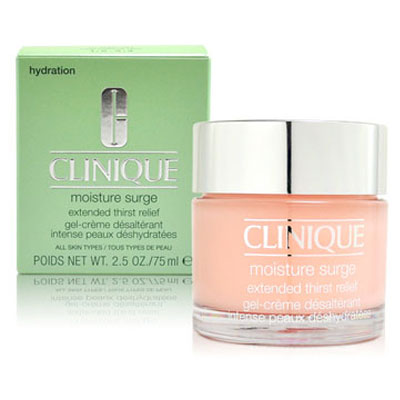 hydration
CLINIQUE
moisture surge
extended thirst relief
gel-crème désaltérant
intense peaux déshydratées
ALL SKIN TYPES / TOUS TYPES DE PEAU
POIDS NET WT. 2.5 OZ./75 ml ℮
CLINIQUE
moisture surge
extended thirst relief
gel-crème désaltérant
intense peaux déshydratées